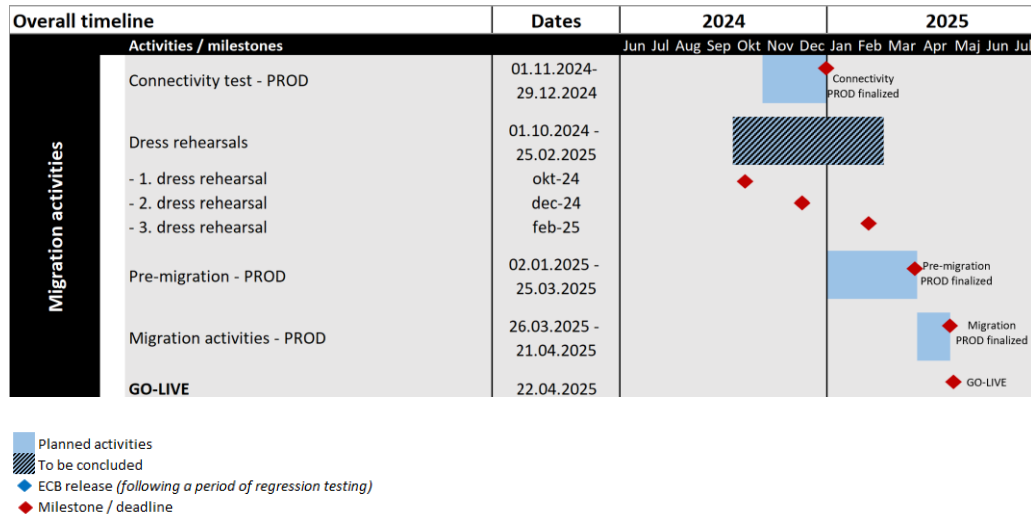 Overall timeline Dates 2024 2025
Activities / milestones Jun Jul Aug Sep Okt Nov Dec Jan Feb Mar Apr Maj Jun Jul
Migration activities
Connectivity test - PROD 01.11.2024-
29.12.2024
Connectivity
PROD finalized
Dress rehearsals 01.10.2024 -
25.02.2025
- 1. dress rehearsal okt-24
- 2. dress rehearsal dec-24
- 3. dress rehearsal feb-25
Pre-migration - PROD 02.01.2025 -
25.03.2025
Pre-migration
PROD finalized
Migration activities - PROD 26.03.2025 -
21.04.2025
Migration
PROD finalized
GO-LIVE 22.04.2025 GO-LIVE
Planned activities
To be concluded
ECB release (following a period of regression testing)
Milestone / deadline